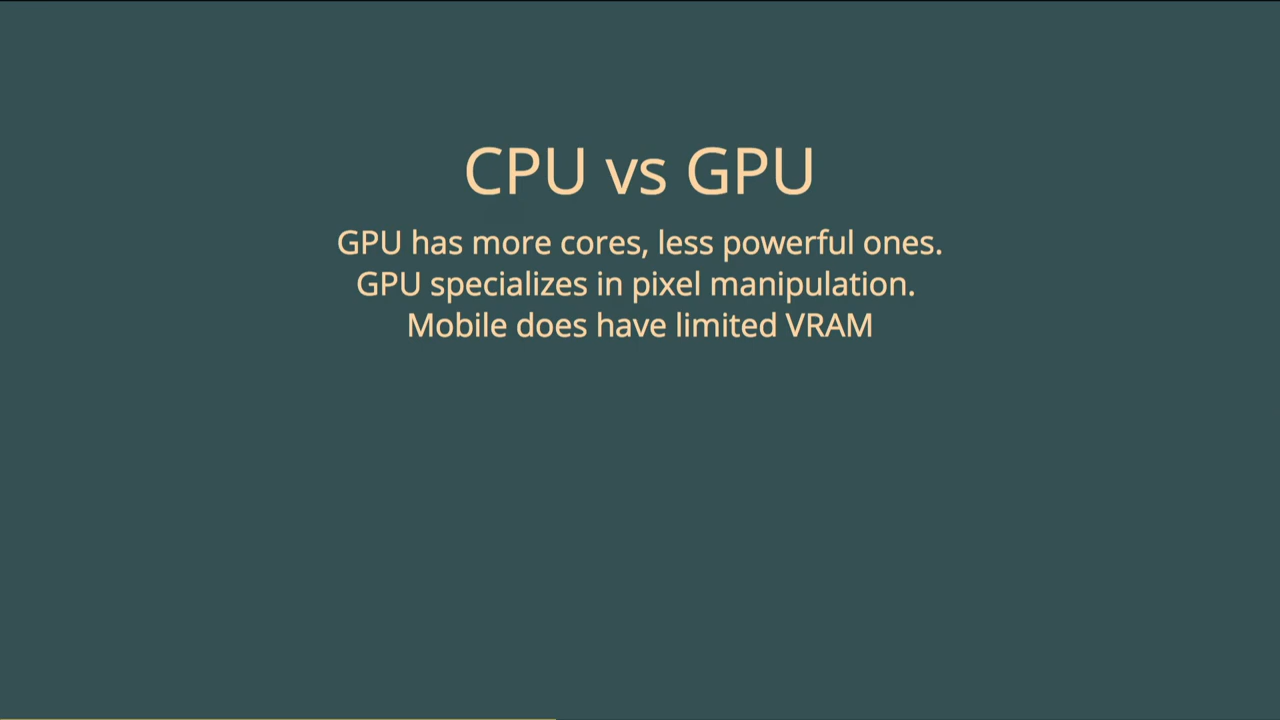 CPU vs GPU
GPU has more cores, less powerful ones.
GPU specializes in pixel manipulation.
Mobile does have limited VRAM